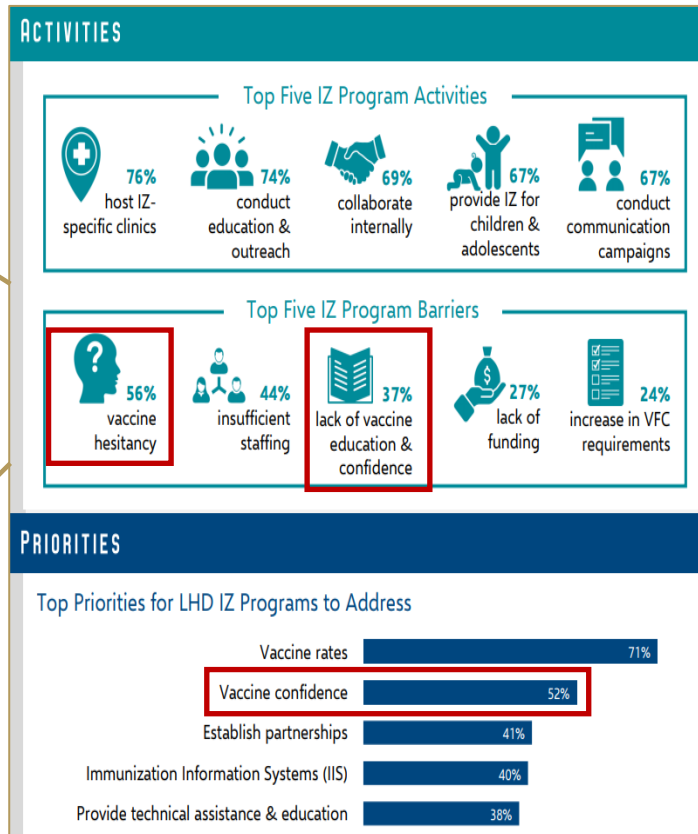 ACTIVITIES
Top Five IZ Program Activities
76%
host IZ-
specific clinics
74%
conduct
education &
outreach
69%
collaborate
internally
67%
provide IZ for
children &
adolescents
67%
conduct
communication
campaigns
Top Five IZ Program Barriers
?
56%
vaccine
hesitancy
44%
insufficient
staffing
37%
lack of vaccine
education &
confidence
$
27%
lack of
funding
24%
increase in VFC
requirements
PRIORITIES
Top Priorities for LHD IZ Programs to Address
Vaccine rates 71%
Vaccine confidence 52%
Establish partnerships 41%
Immunization Information Systems (IIS) 40%
Provide technical assistance & education 38%